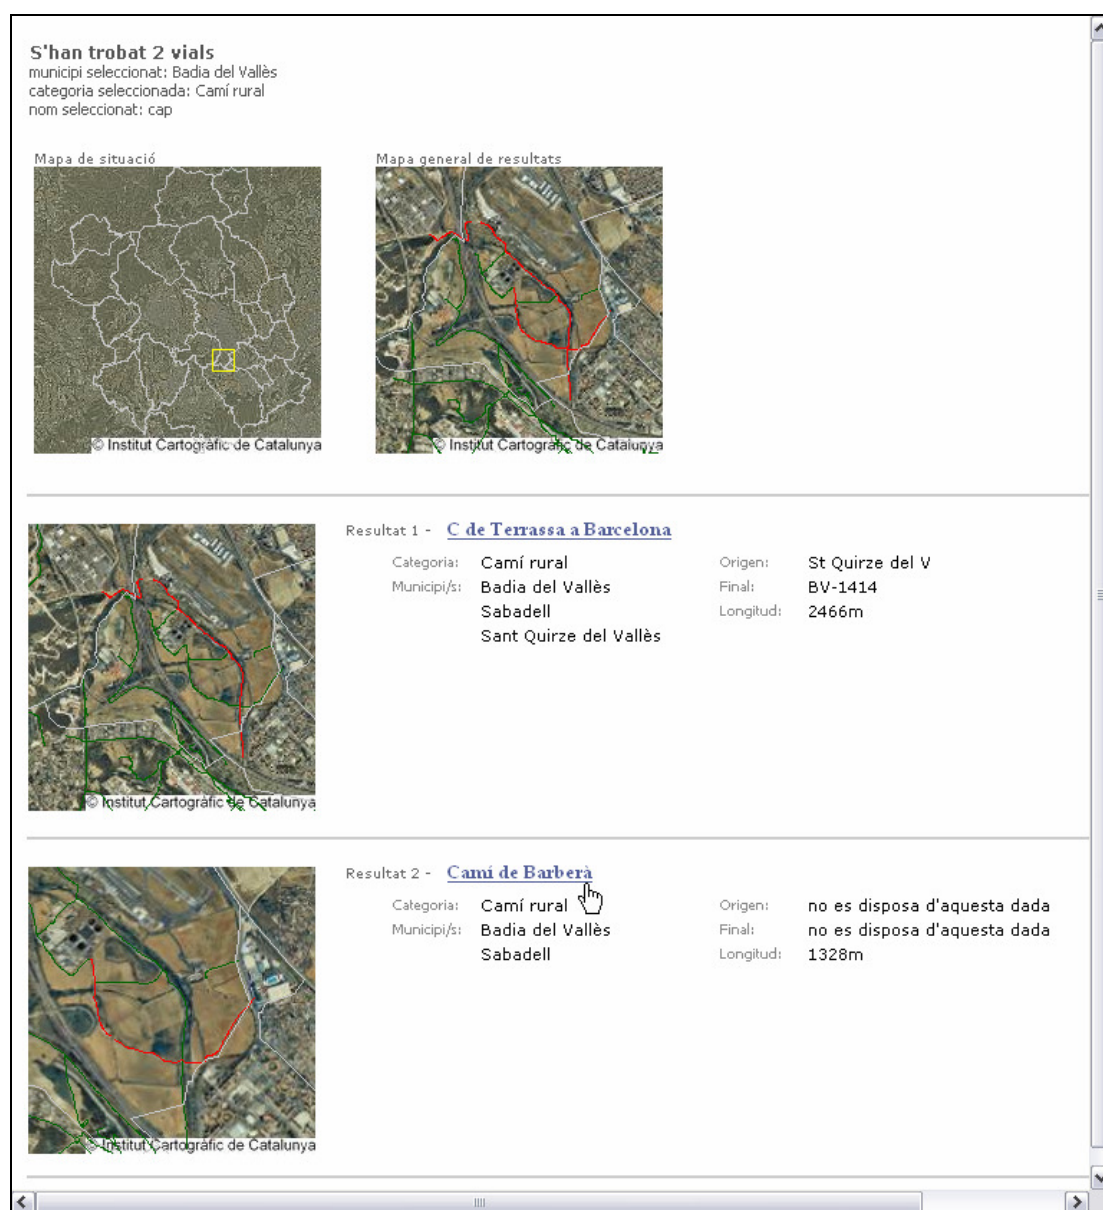 S'han trobat 2 vials
municipi seleccionat: Badia del Vallès
categoria seleccionada: Camí rural
nom seleccionat: cap
Mapa de situació
Mapa general de resultats
© Institut Cartogràfic de Catalunya
© Institut Cartogràfic de Catalunya
Resultat 1 - C de Terrassa a Barcelona
Categoria: Camí rural Origen: St Quirze del V
Municipi/s: Badia del Vallès Final: BV-1414
Sabadell Longitud: 2466m
Sant Quirze del Vallès
© Institut Cartogràfic de Catalunya
Resultat 2 - Camí de Barberà
Categoria: Camí rural Origen: no es disposa d'aquesta dada
Municipi/s: Badia del Vallès Final: no es disposa d'aquesta dada
Sabadell Longitud: 1328m
© Institut Cartogràfic de Catalunya